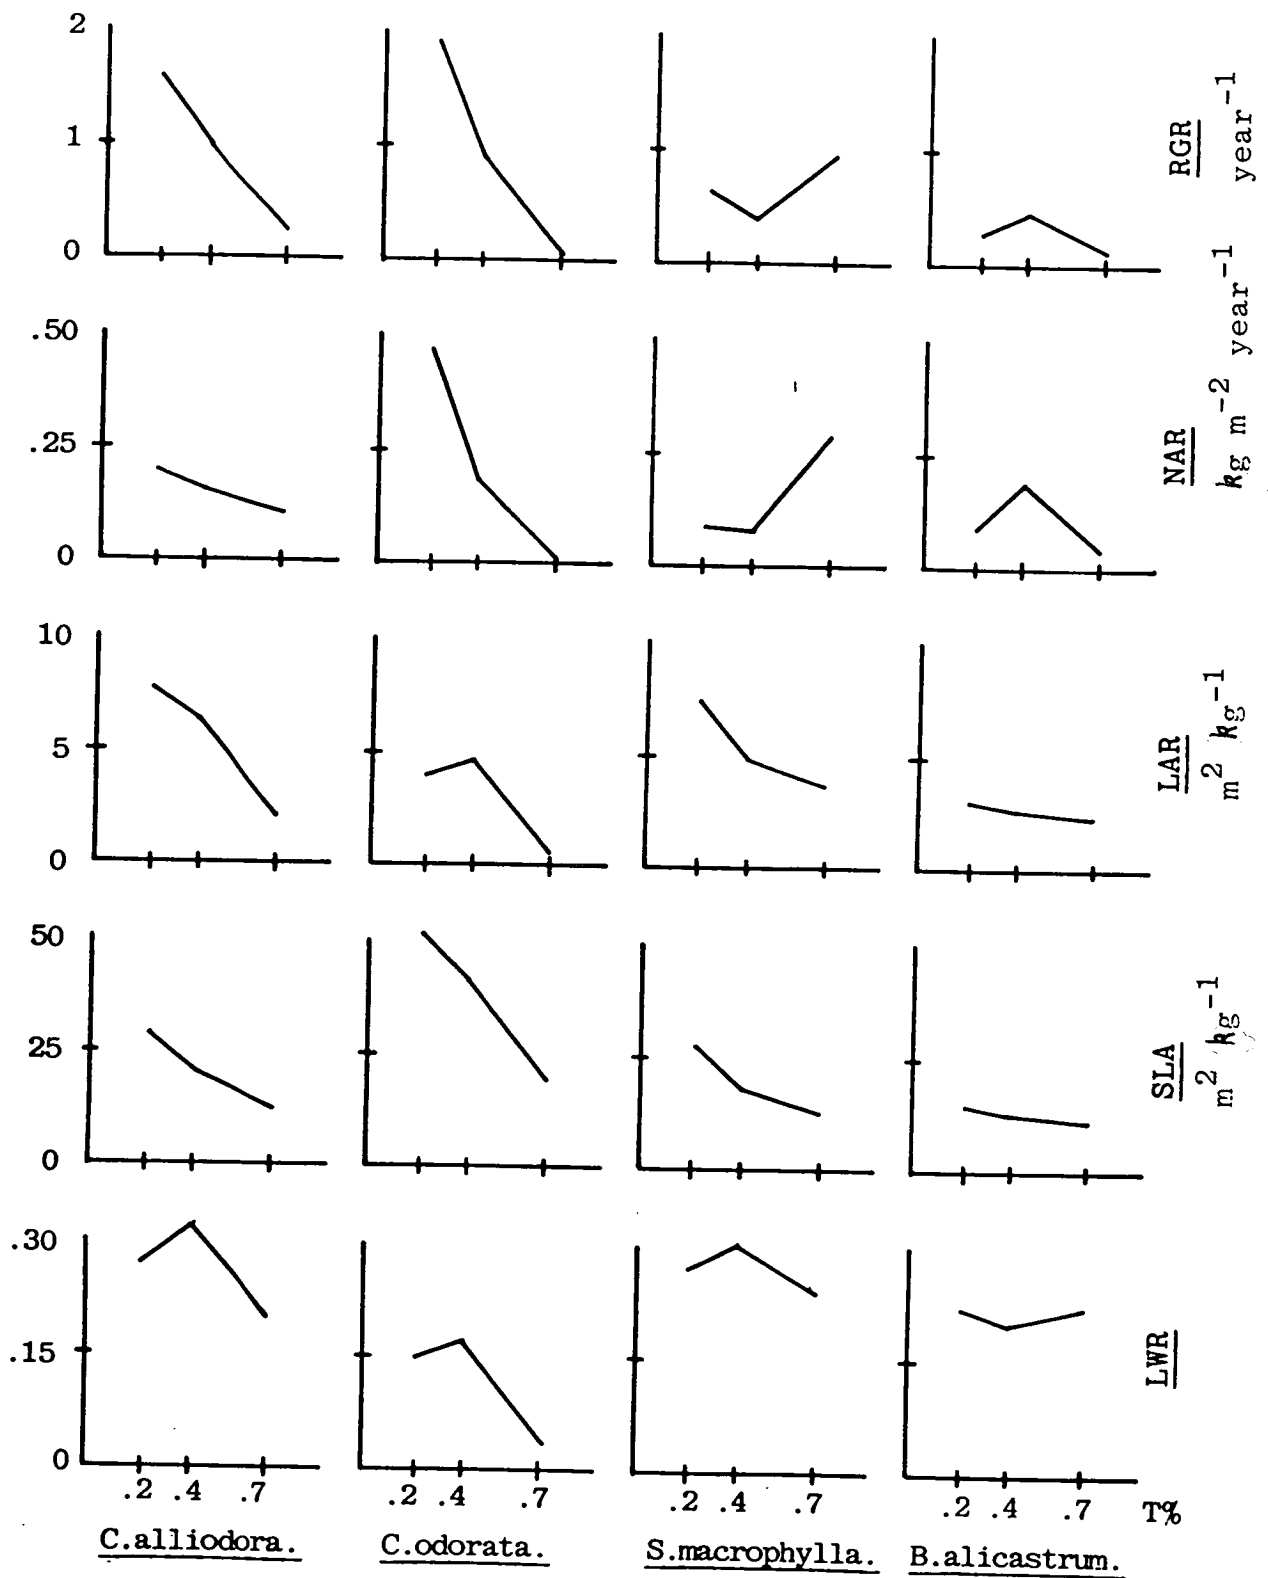 2
1
0
RGR
year-1
.50
.25
0
NAR
kg m-2 year-1
10
5
0
LAR
m2 kg-1
50
25
0
SLA
m2 kg-1
.30
.15
0
LWR
.2 .4 .7
.2 .4 .7
.2 .4 .7
.2 .4 .7
T%
C.alliodora.
C.odorata.
S.macrophylla.
B.alicastrum.